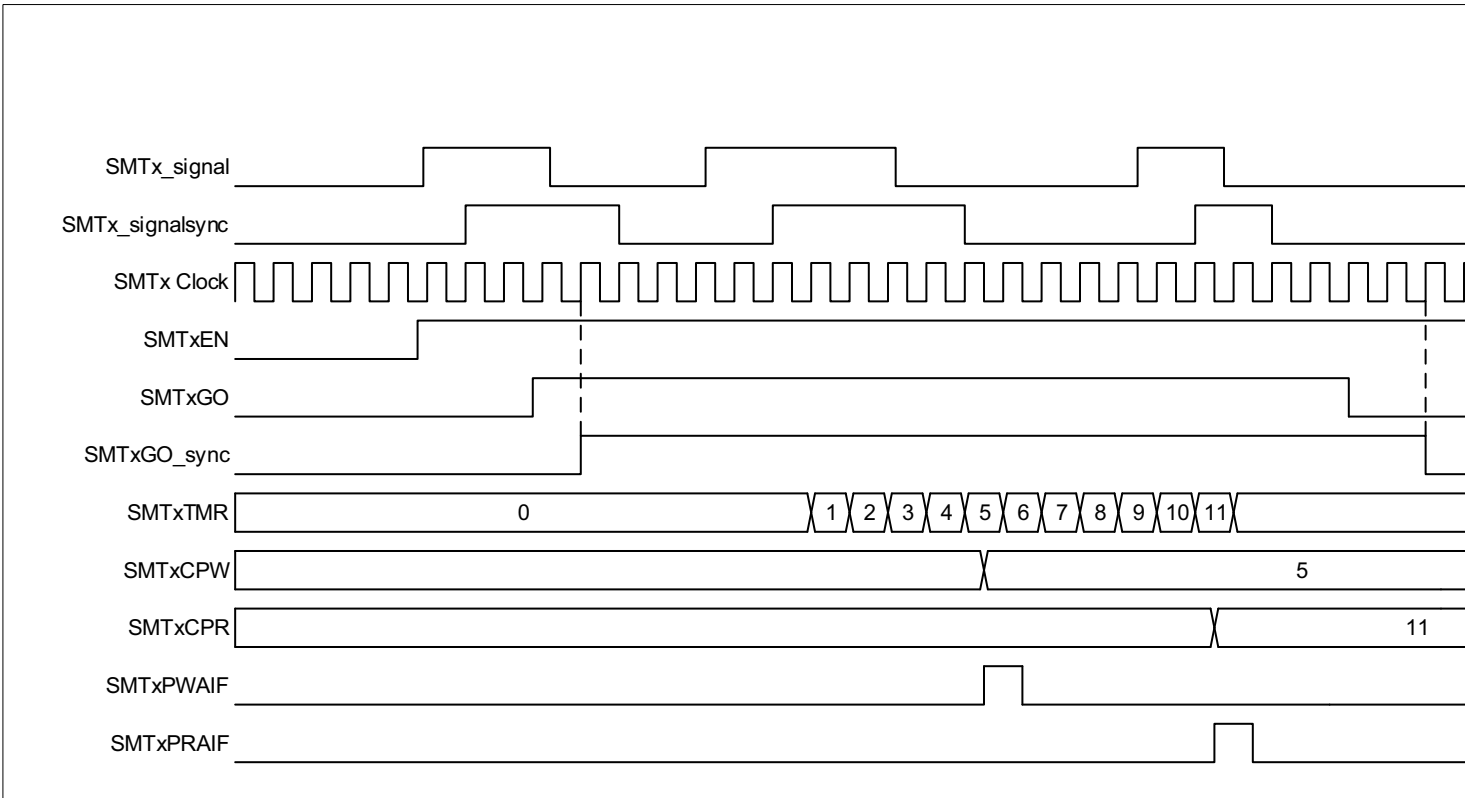 SMTx_signal
SMTx_signalsync
SMTx Clock
SMTxEN
SMTxGO
SMTxGO_sync
SMTxTMR 0 1 2 3 4 5 6 7 8 9 10 11
SMTxCPW 5
SMTxCPR 11
SMTxPWAIF
SMTxPRAIF